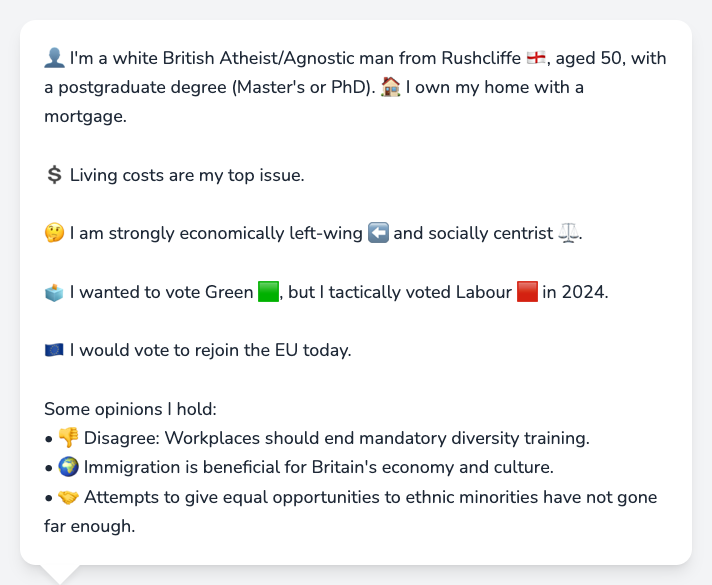 👤 I'm a white British Atheist/Agnostic man from Rushcliffe 🏴󠁧󠁢󠁥󠁮󠁧󠁿, aged 50, with
a postgraduate degree (Master's or PhD). 🏠 I own my home with a
mortgage.
💲 Living costs are my top issue.
🤔 I am strongly economically left-wing ⬅️ and socially centrist ⚖️.
🗳️ I wanted to vote Green 🟩, but I tactically voted Labour 🟥 in 2024.
🇪🇺 I would vote to rejoin the EU today.
Some opinions I hold:
• 👎 Disagree: Workplaces should end mandatory diversity training.
• 🌍 Immigration is beneficial for Britain's economy and culture.
• 🤝 Attempts to give equal opportunities to ethnic minorities have not gone
far enough.